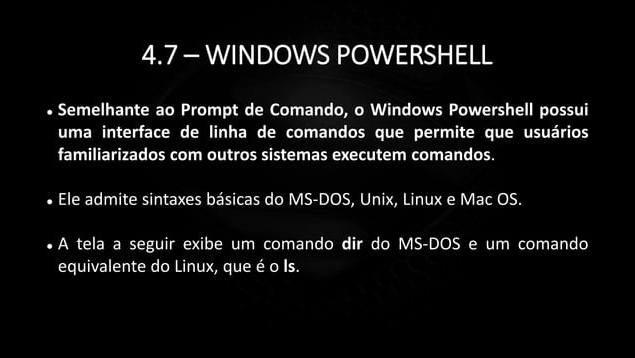 4.7 – WINDOWS POWERSHELL
• Semelhante ao Prompt de Comando, o Windows Powershell possui
uma interface de linha de comandos que permite que usuários
familiarizados com outros sistemas executem comandos.
• Ele admite sintaxes básicas do MS-DOS, Unix, Linux e Mac OS.
• A tela a seguir exibe um comando dir do MS-DOS e um comando
equivalente do Linux, que é o ls.